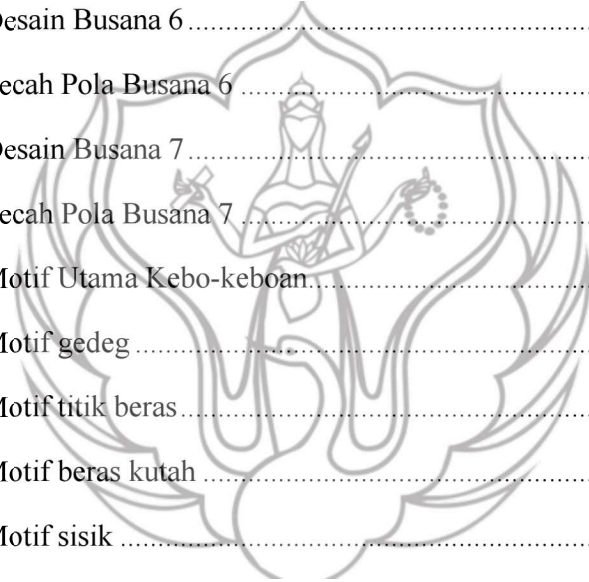 Desain Busana 6 ..................................................
ecah Pola Busana 6 ..................................................
Desain Busana 7 ..................................................
ecah Pola Busana 7 ..................................................
Motif Utama Kebo-keboan ..................................................
Motif gedeg ..................................................
Motif titik beras ..................................................
Motif beras kutah ..................................................
Motif sisik ..................................................